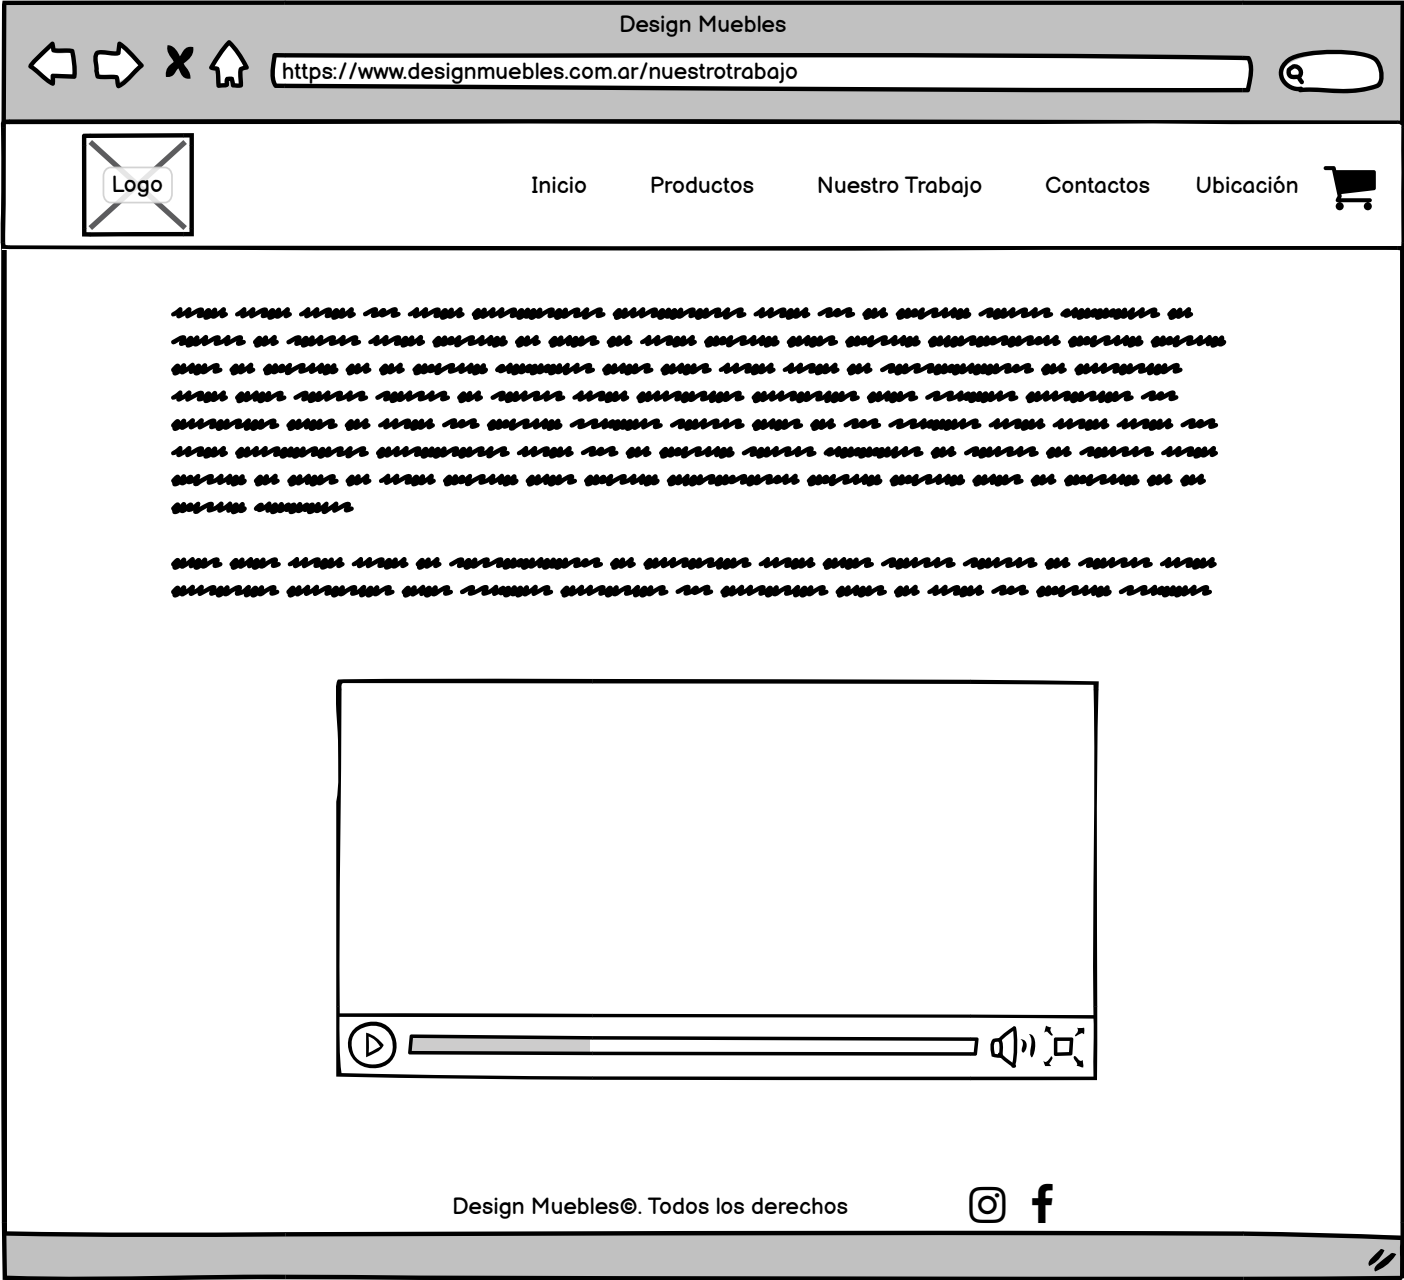 Design Muebles
https://www.designmuebles.com.ar/nuestrotrabajo
Logo
Inicio
Productos
Nuestro Trabajo
Contactos
Ubicación
Design Muebles©. Todos los derechos